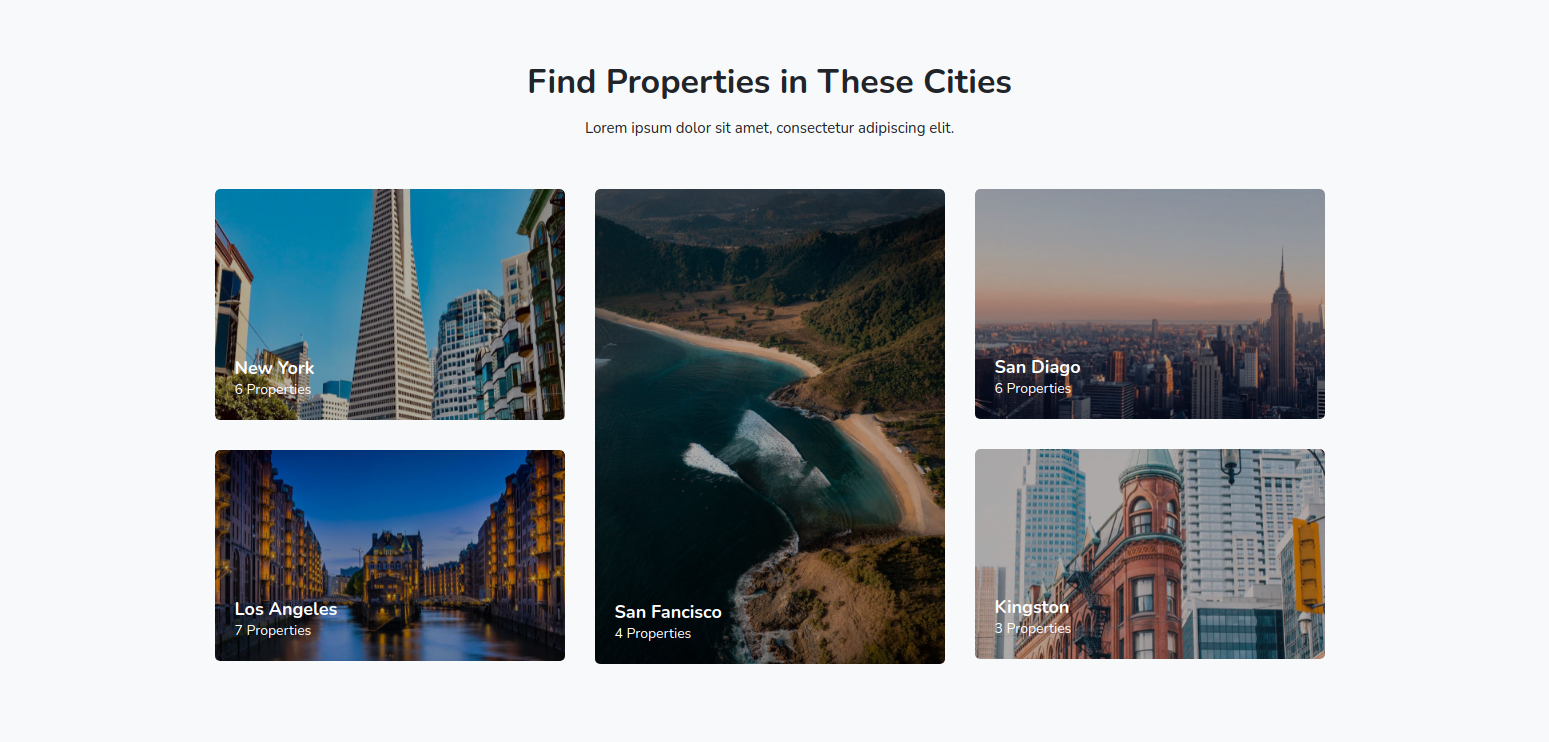 Find Properties in These Cities
Lorem ipsum dolor sit amet, consectetur adipiscing elit.
New York
6 Properties
Los Angeles
7 Properties
San Fancisco
4 Properties
San Diago
6 Properties
Kingston
3 Properties